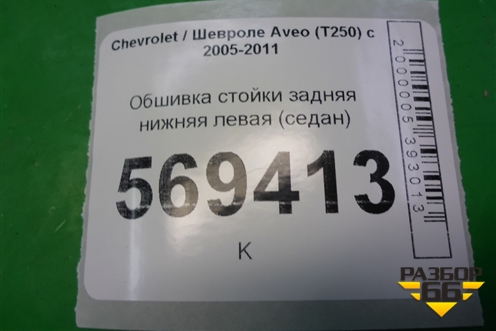 Chevrolet / Шевроле Aveo (T250) с
2005-2011
Обшивка стойки задняя
нижняя левая (седан)
569413
К
2000005393013
РАЗБОР
66